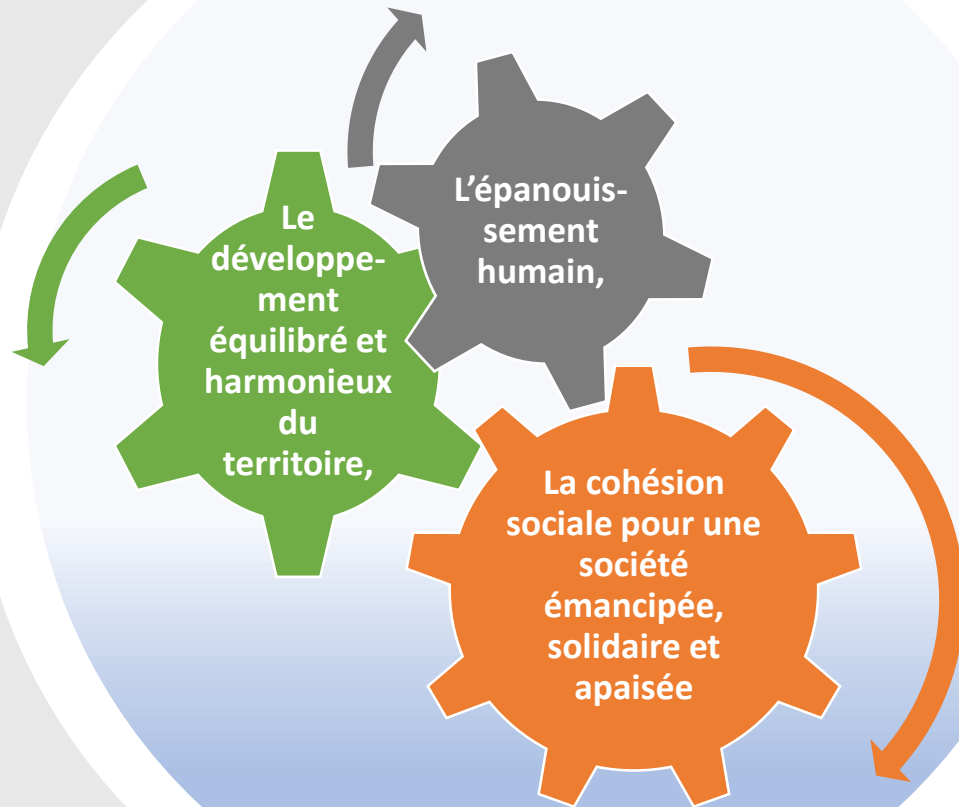 L’épanouis-
sement
humain,
Le
développe-
ment
équilibré et
harmonieux
du
territoire,
La cohésion
sociale pour une
société
émancipée,
solidaire et
apaisée